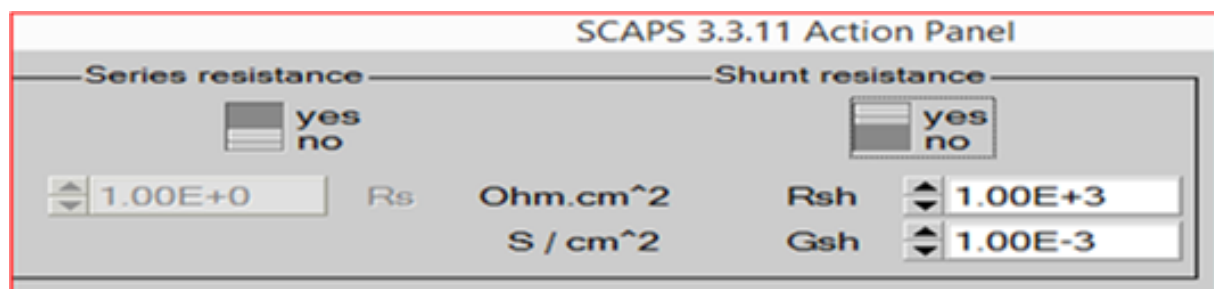 SCAPS 3.3.11 Action Panel
Series resistance Shunt resistance
yes yes
no no
1.00E+0 Rs Ohm.cm^2 Rsh 1.00E+3
S / cm^2 Gsh 1.00E-3